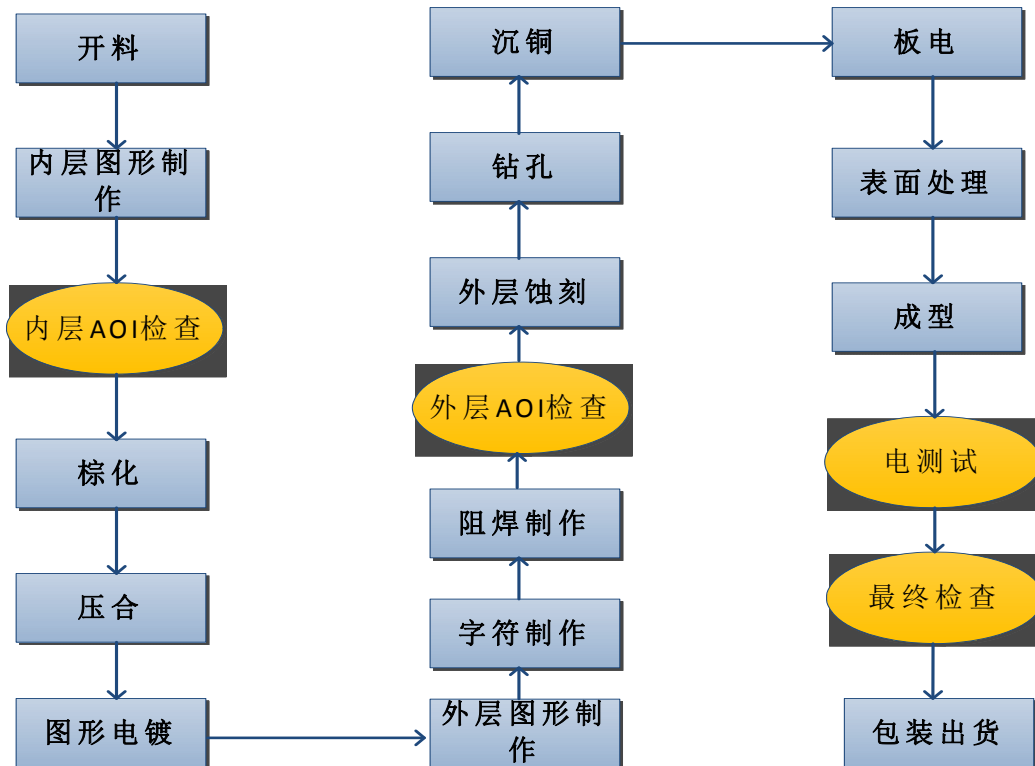 开料
内层图形制
作
内层AOI检查
棕化
压合
图形电镀
外层图形制
作
字符制作
阻焊制作
外层AOI检查
外层蚀刻
钻孔
沉铜
板电
表面处理
成型
电测试
最终检查
包装出货